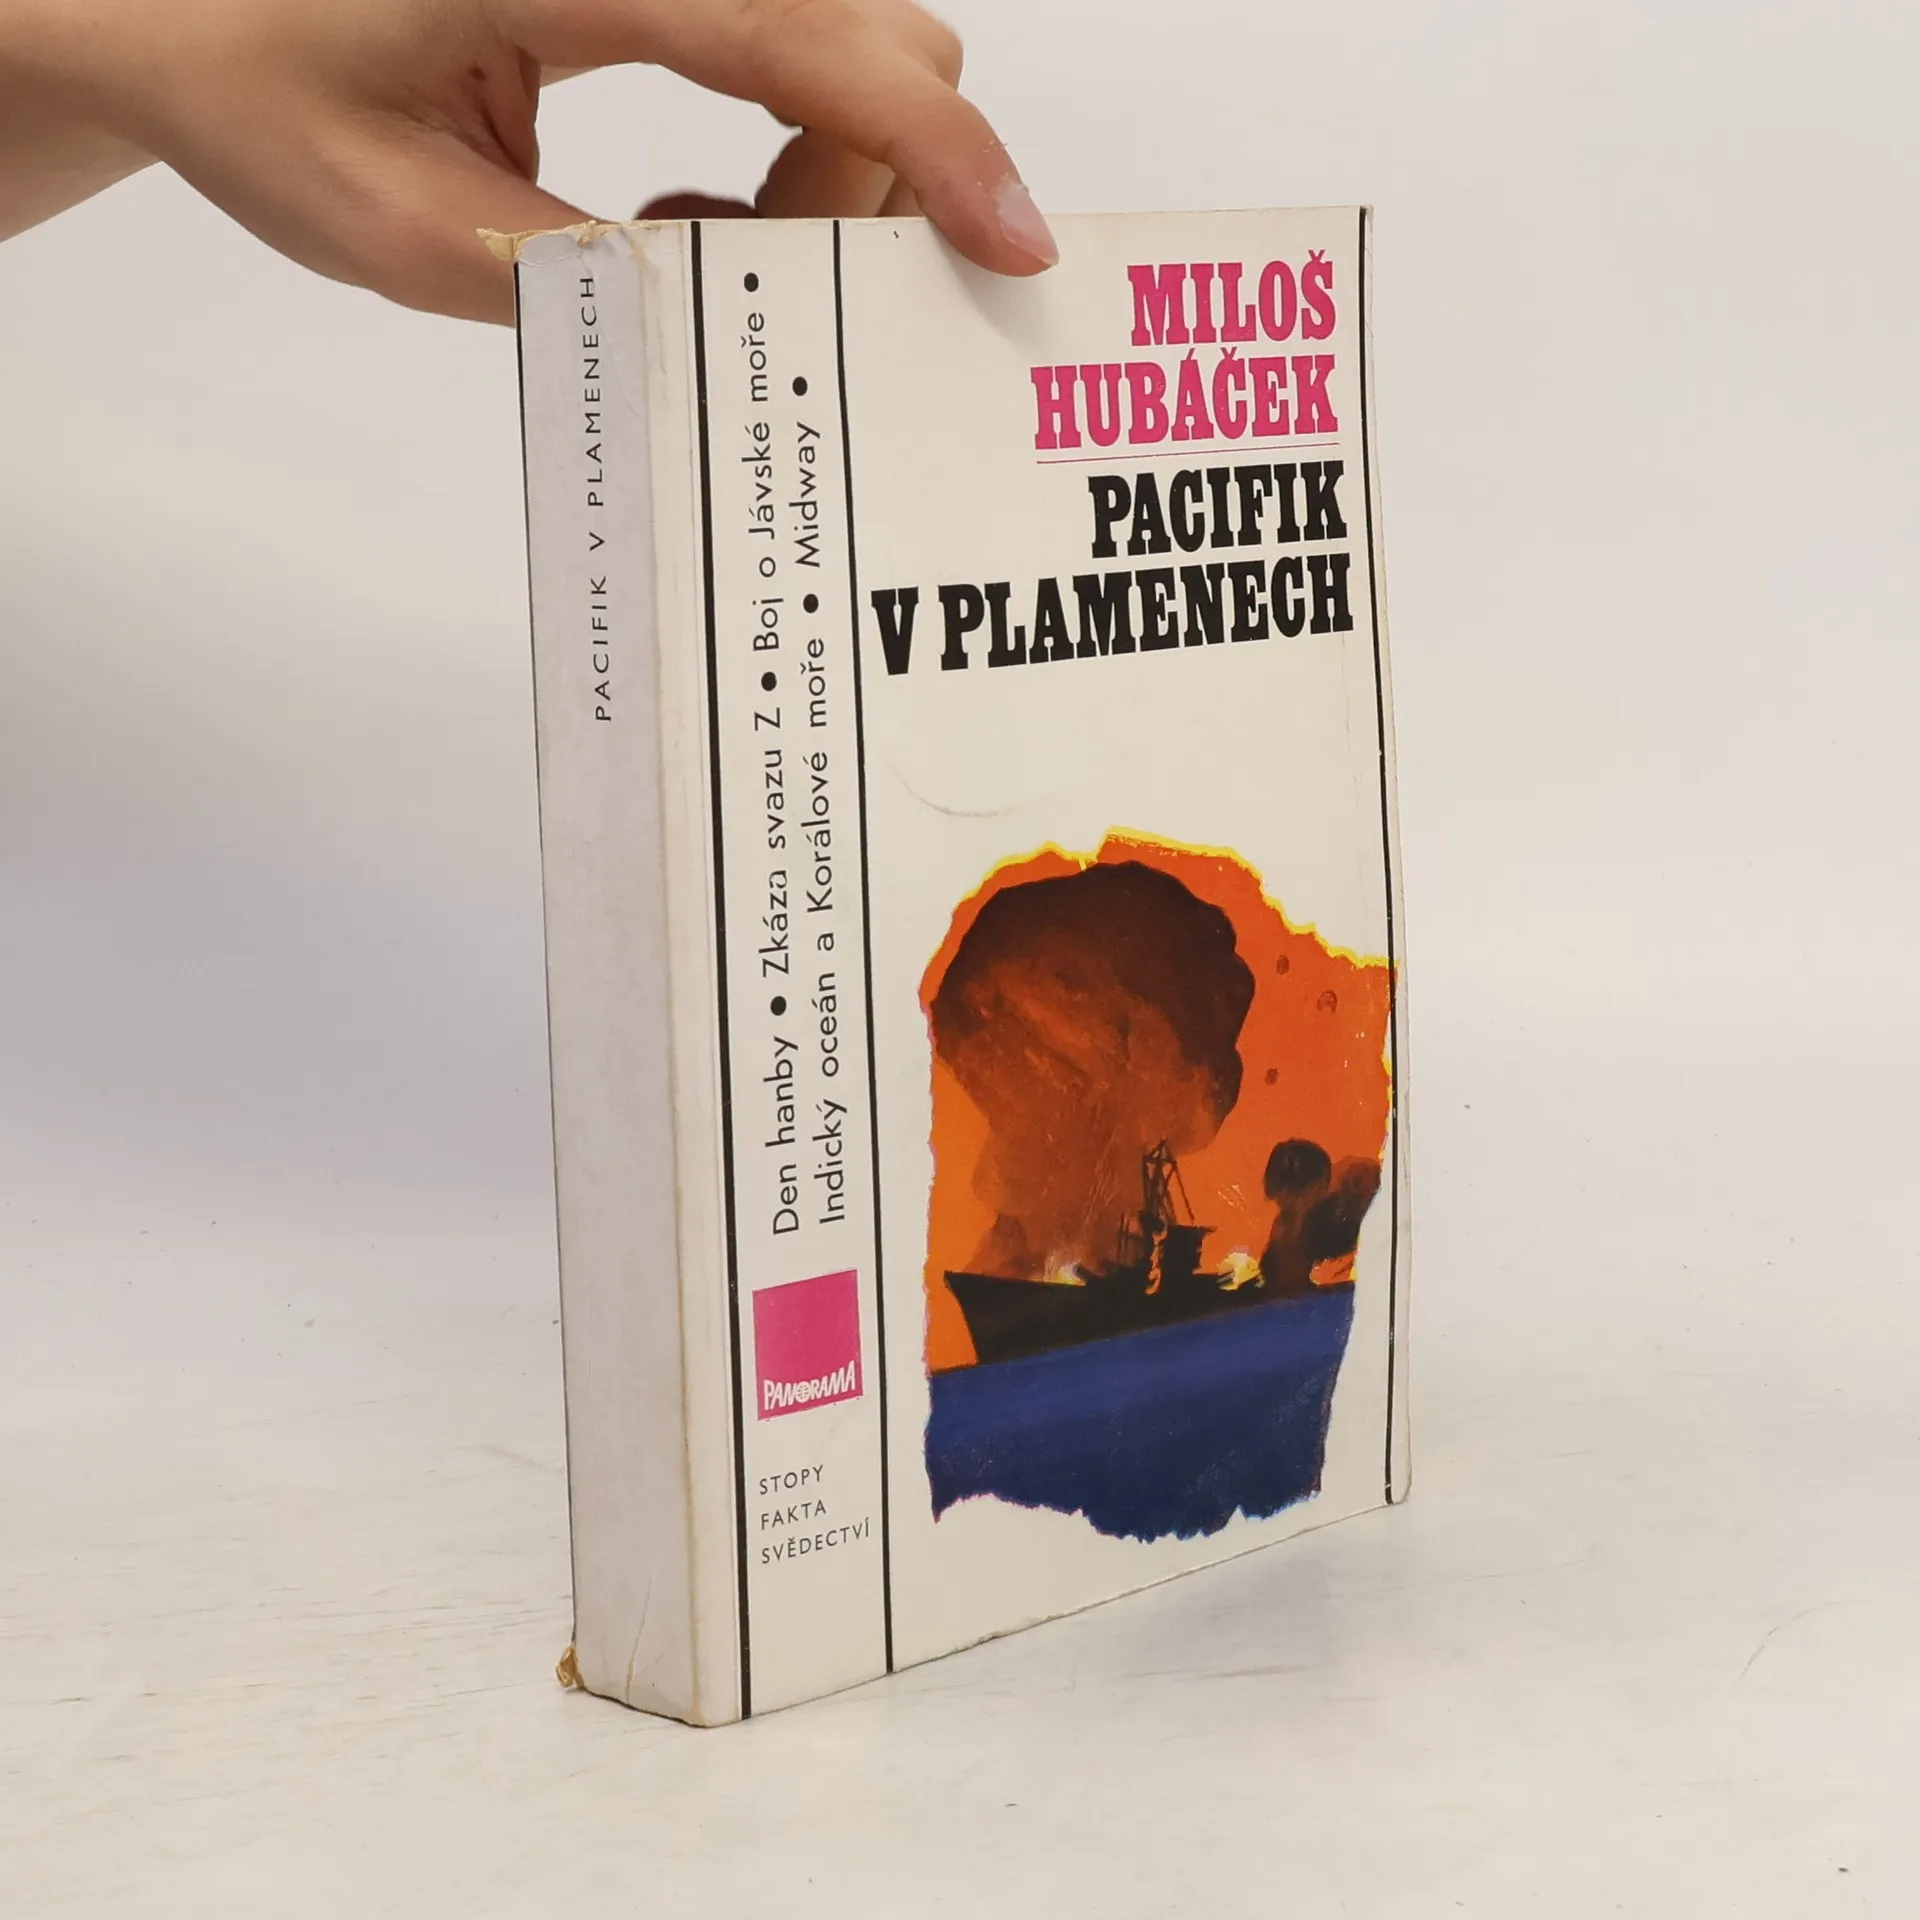 PACIFIK V PLAMENECH
Den hanby • Zkáza svazu Z • Boj o Jávské moře •
Indický oceán a Korálové moře • Midway •
MILOŠ
HUBÁČEK
PACIFIK
V PLAMENECH
PANORAMA
STOPY
FAKTA
SVĚDECTVÍ